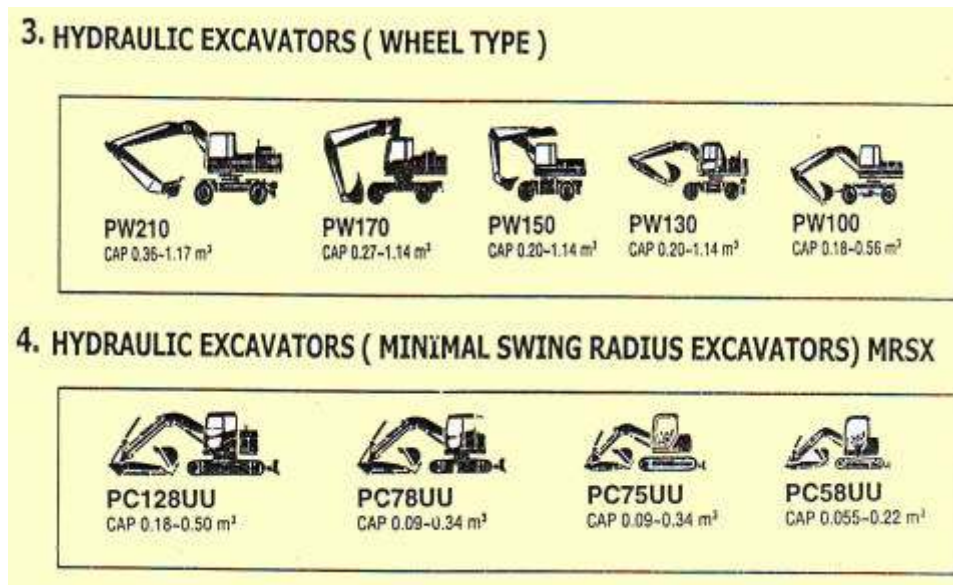 3. HYDRAULIC EXCAVATORS ( WHEEL TYPE )
PW210 PW170 PW150 PW130 PW100
CAP 0.36~1.17 m³ CAP 0.27~1.14 m³ CAP 0.20~1.14 m³ CAP 0.20~1.14 m³ CAP 0.18~0.56 m³
4. HYDRAULIC EXCAVATORS ( MINIMAL SWING RADIUS EXCAVATORS) MRSX
PC128UU PC78UU PC75UU PC58UU
CAP 0.18~0.50 m³ CAP 0.09~0.34 m³ CAP 0.09~0.34 m³ CAP 0.055~0.22 m³